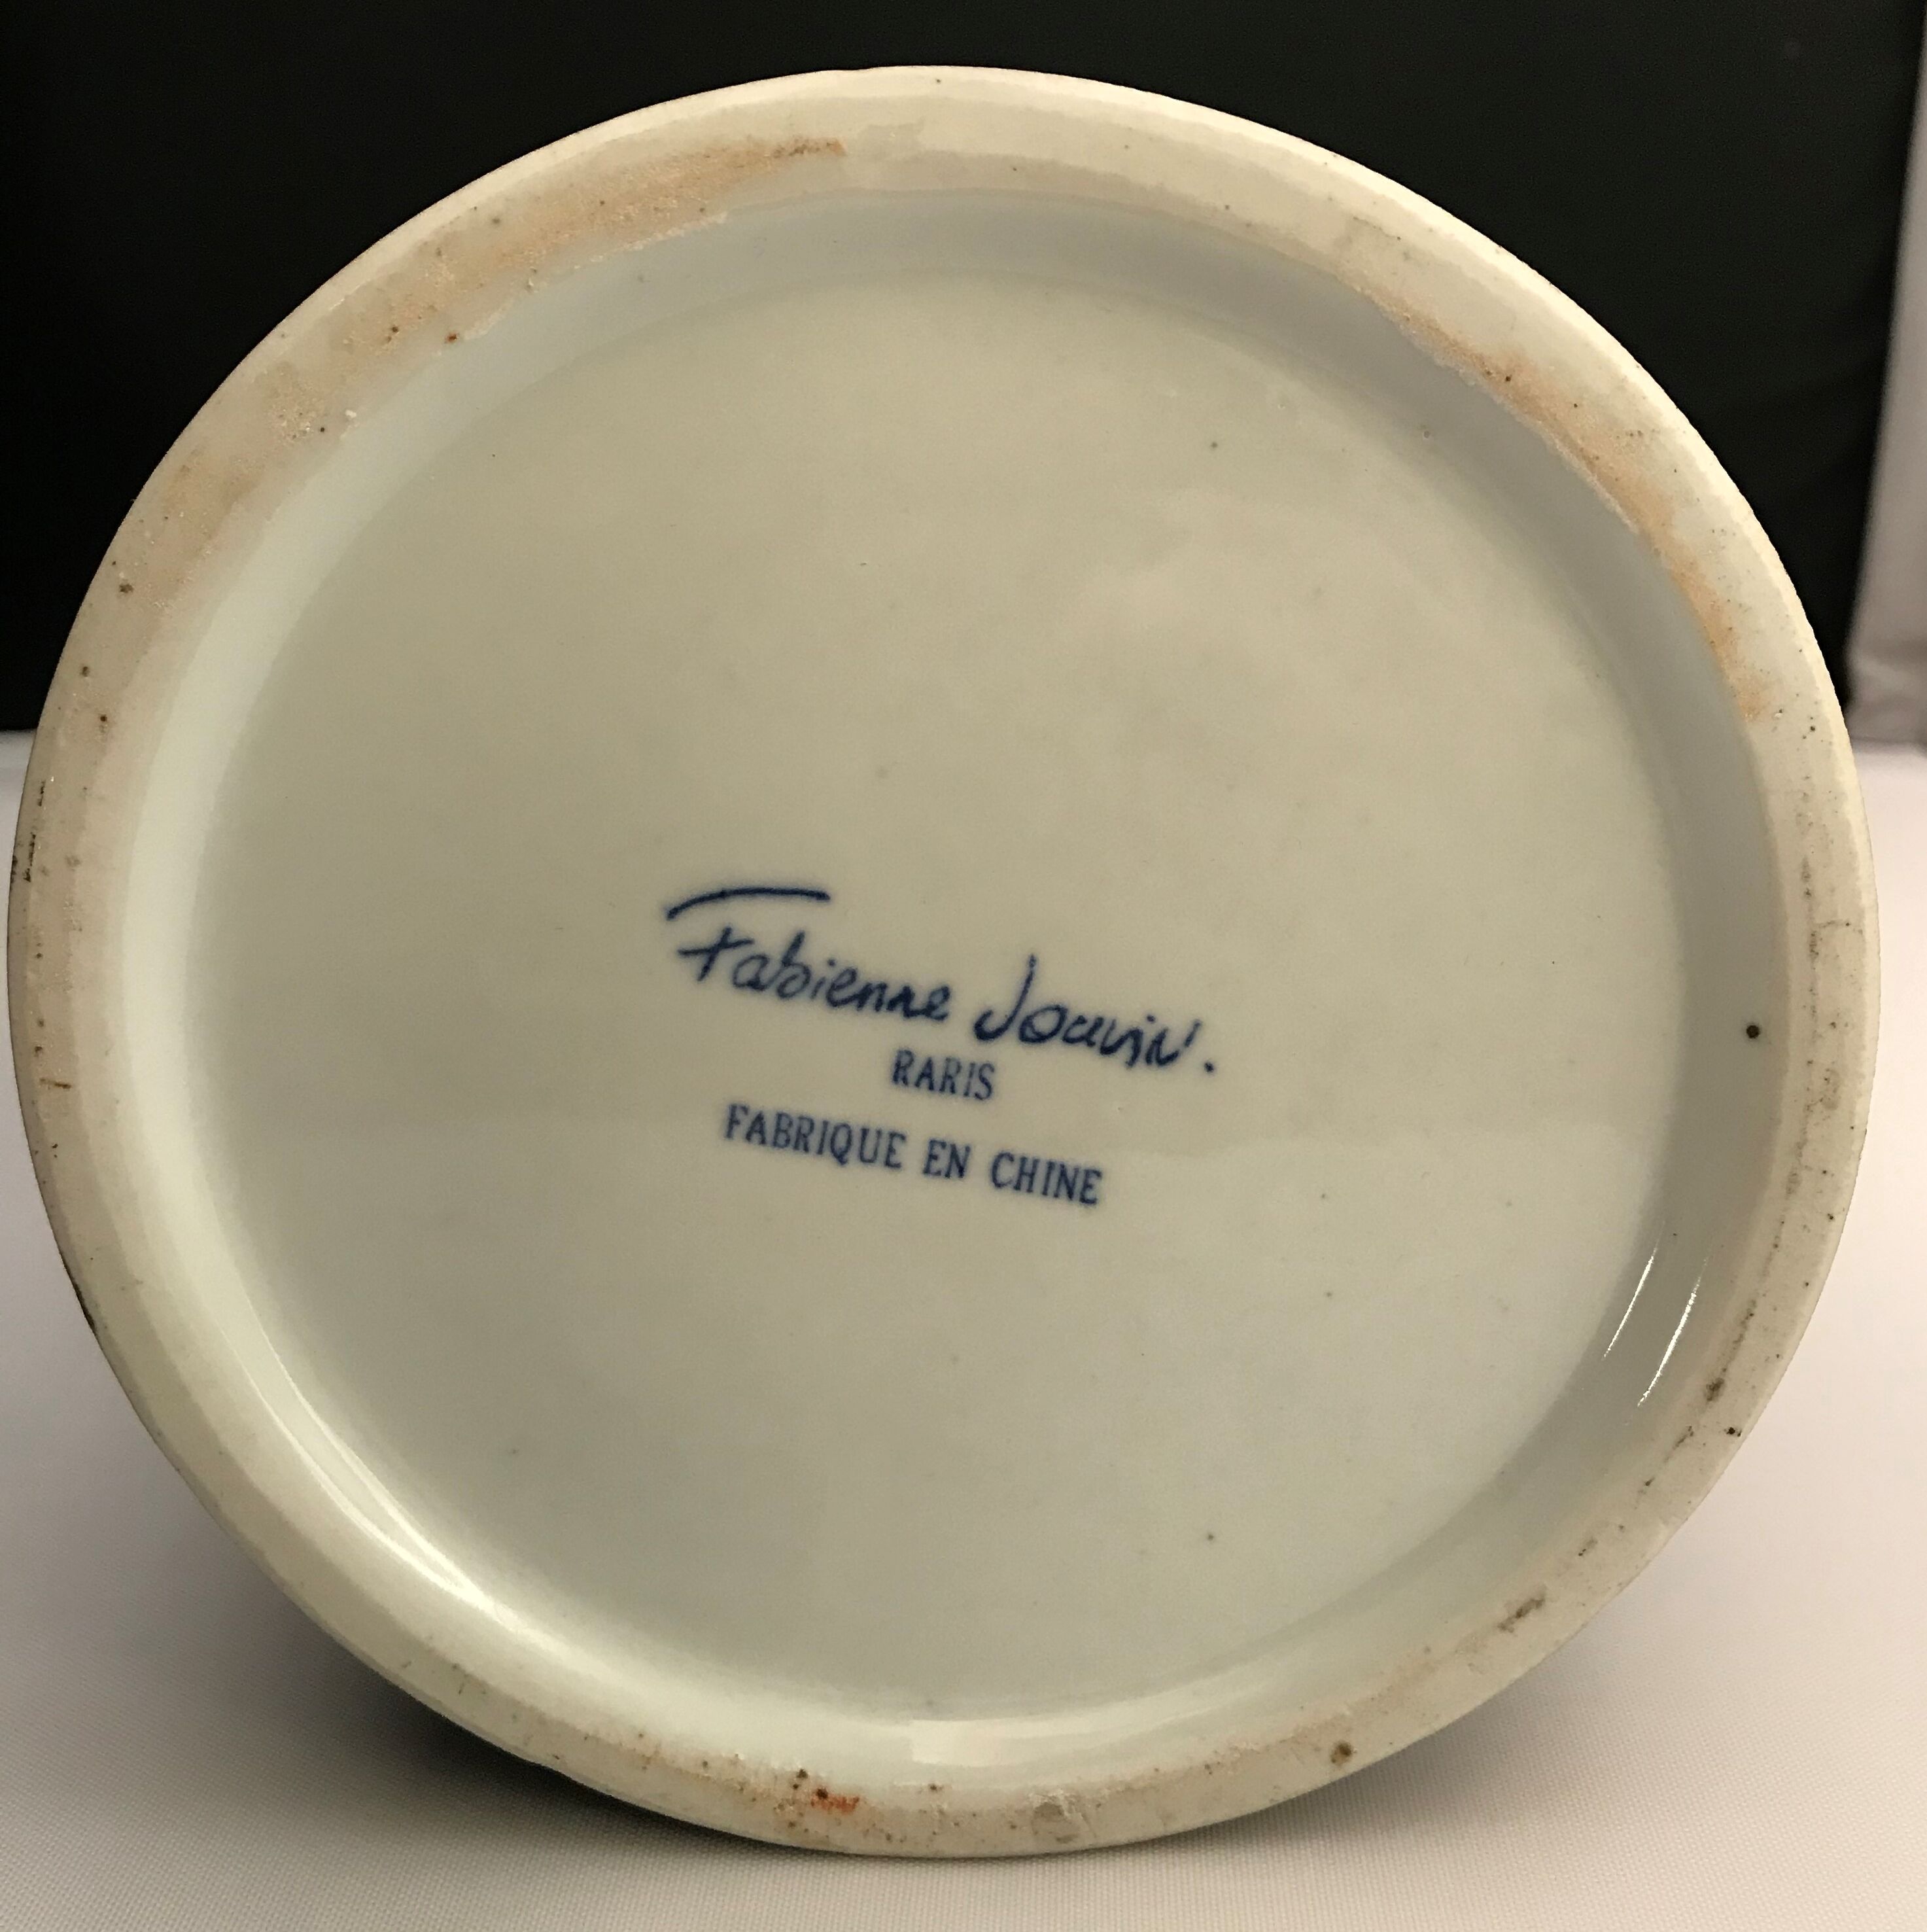 Fabienne Jouvin.
RARIS
FABRIQUE EN CHINE